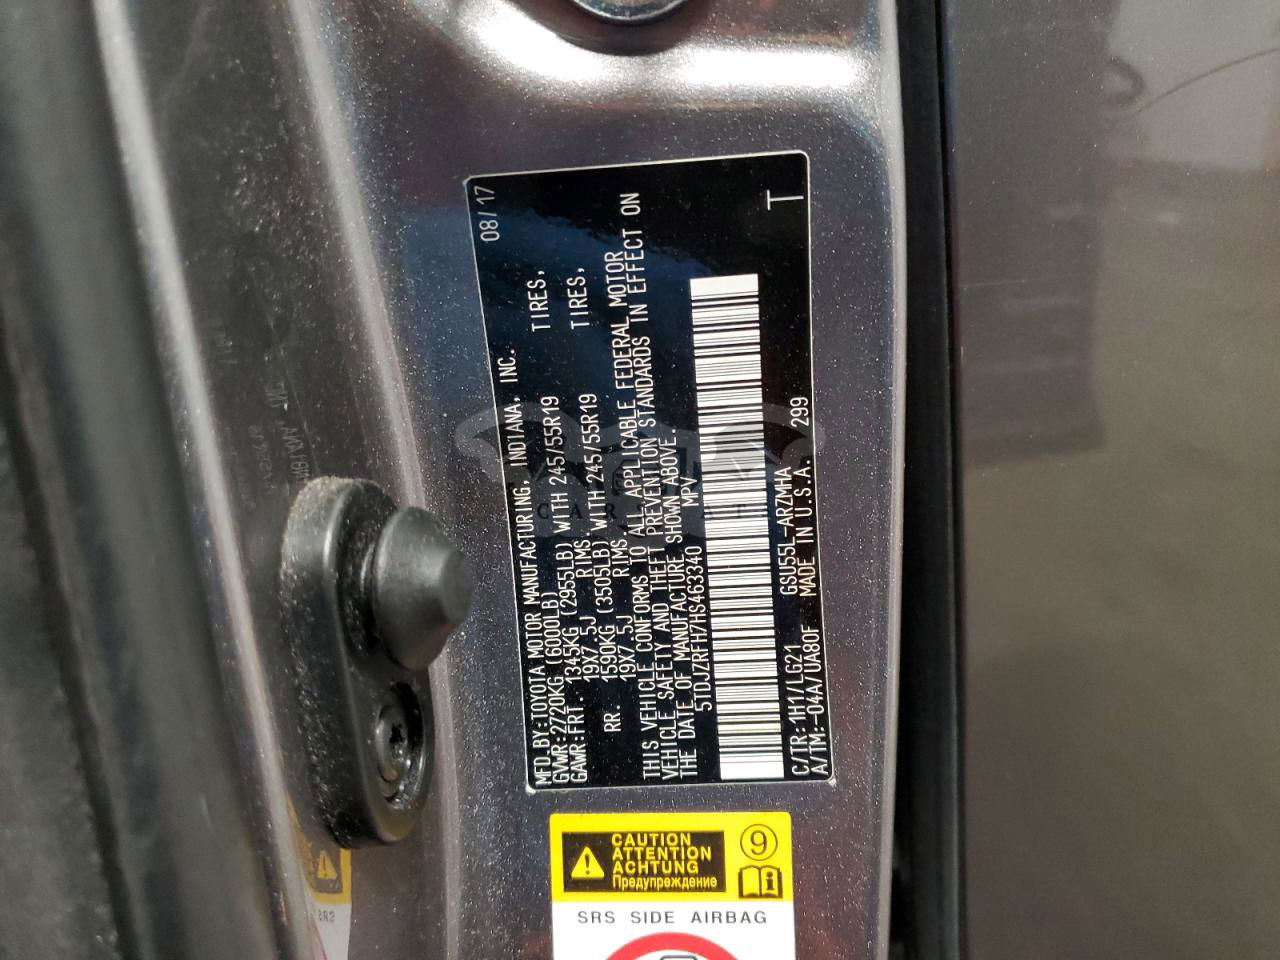 MFD.BY:TOYOTA MOTOR MANUFACTURING, INDIANA, INC. 08/17
GVWR:2720KG (6000LB)
GAWR:FRT. 1345KG (2955LB) WITH 245/55R19 TIRES,
19X7.5J RIMS,
RR. 1590KG (3505LB) WITH 245/55R19 TIRES,
19X7.5J RIMS.
THIS VEHICLE CONFORMS TO ALL APPLICABLE FEDERAL MOTOR
VEHICLE SAFETY AND THEFT PREVENTION STANDARDS IN EFFECT ON
THE DATE OF MANUFACTURE SHOWN ABOVE.
5TDJZRFH7HS463340 MPV
C/TR:1H1/LG21 GSU55L-ARZMHA
A/TM:-04A/UA80F MADE IN U.S.A. 299 T
CAUTION
ATTENTION
ACHTUNG
Предупреждение
9
i
SRS SIDE AIRBAG